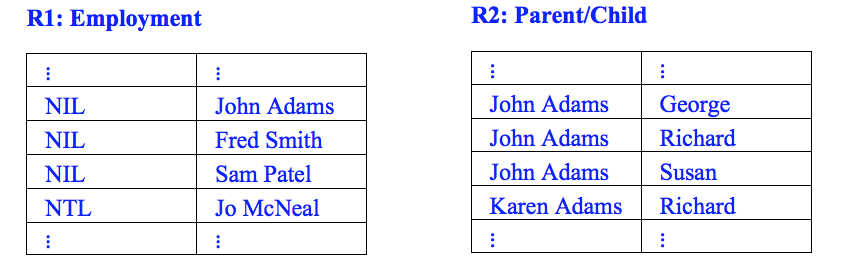 R1: Employment
⋮ ⋮
NIL John Adams
NIL Fred Smith
NIL Sam Patel
NTL Jo McNeal
⋮ ⋮
R2: Parent/Child
⋮ ⋮
John Adams George
John Adams Richard
John Adams Susan
Karen Adams Richard
⋮ ⋮